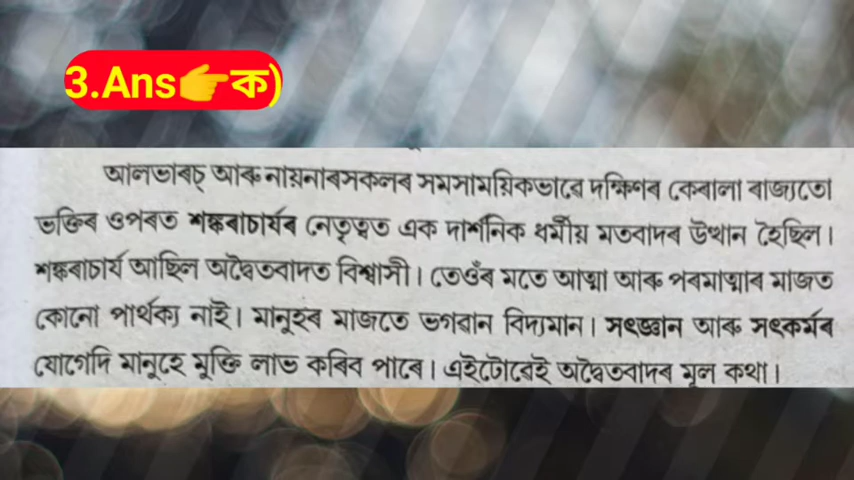 3.Ans👉ক)
আলভাৰচ্ আৰু নায়নাৰসকলৰ সমসাময়িকভাৱে দক্ষিণৰ কেৰালা ৰাজ্যতো
ভক্তিৰ ওপৰত শঙ্কৰাচাৰ্যৰ নেতৃত্বত এক দাৰ্শনিক ধৰ্মীয় মতবাদৰ উত্থান হৈছিল।
শঙ্কৰাচাৰ্য আছিল অদ্বৈতবাদত বিশ্বাসী। তেওঁৰ মতে আত্মা আৰু পৰমাত্মাৰ মাজত
কোনো পাৰ্থক্য নাই। মানুহৰ মাজতে ভগৱান বিদ্যমান। সৎজ্ঞান আৰু সৎকৰ্মৰ
যোগেদি মানুহে মুক্তি লাভ কৰিব পাৰে। এইটোৱেই অদ্বৈতবাদৰ মূল কথা।